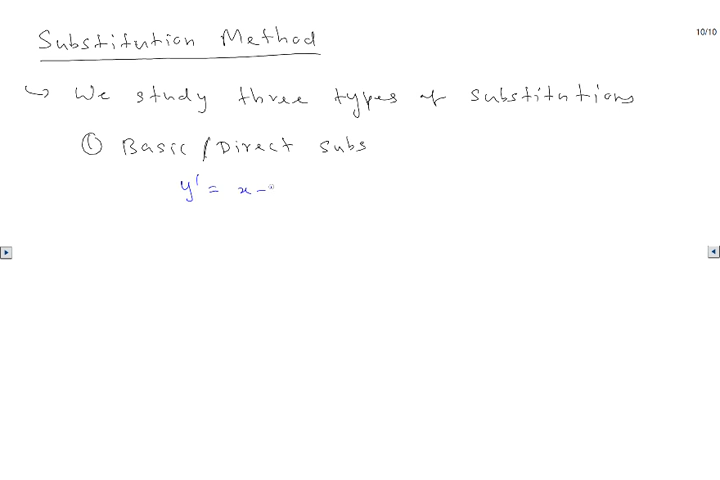 10/10
Substitution Method
↳ We study three types of substitutions
① Basic / Direct subs
y' = x -